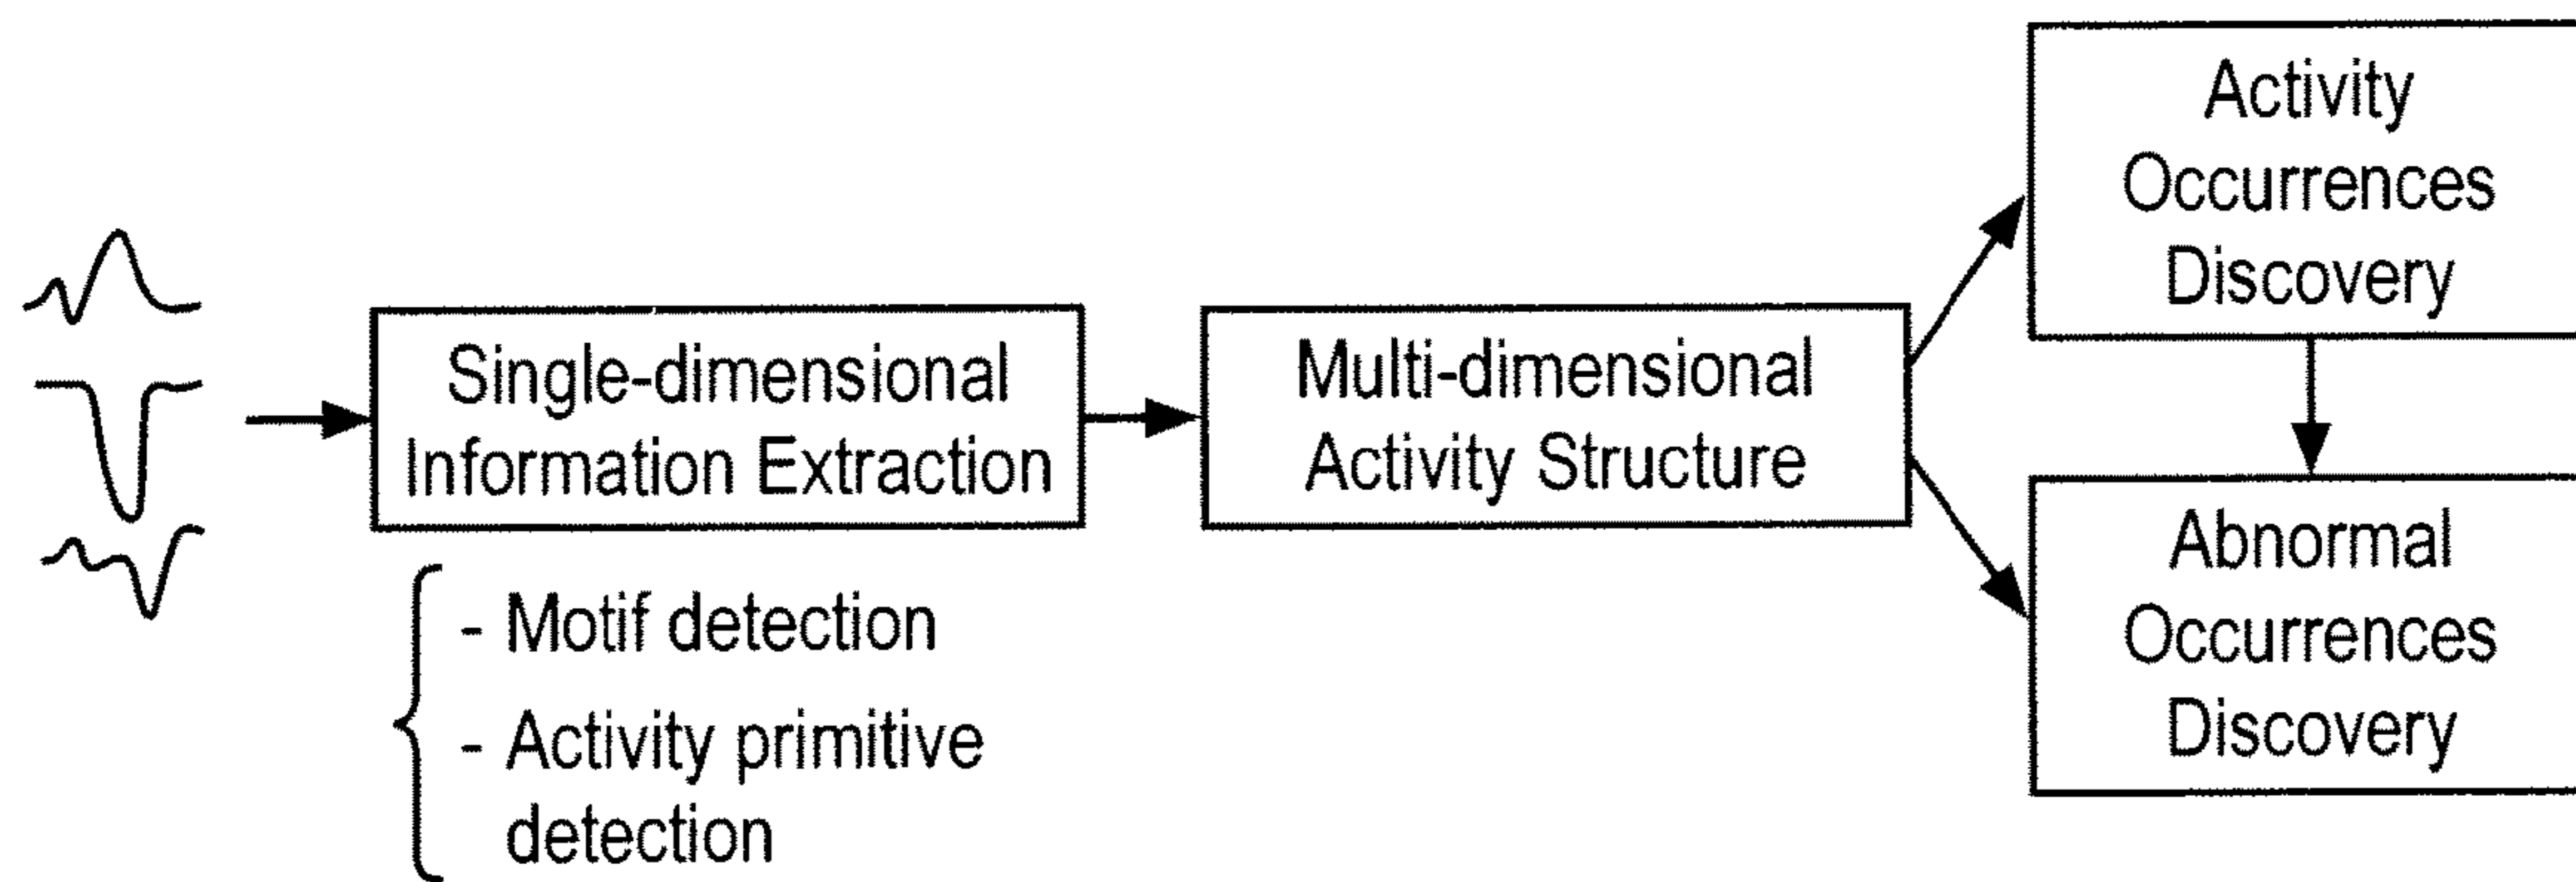 Single-dimensional
Information Extraction
- Motif detection
- Activity primitive
detection
Multi-dimensional
Activity Structure
Activity
Occurrences
Discovery
Abnormal
Occurrences
Discovery